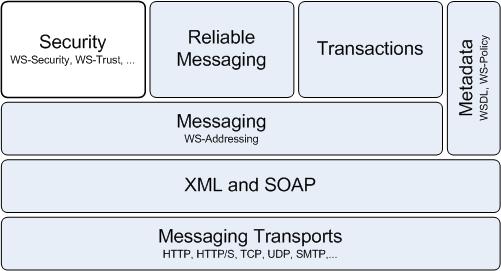 Security
WS-Security, WS-Trust, ...
Reliable
Messaging
Transactions
Metadata
WSDL, WS-Policy
Messaging
WS-Addressing
XML and SOAP
Messaging Transports
HTTP, HTTP/S, TCP, UDP, SMTP,...